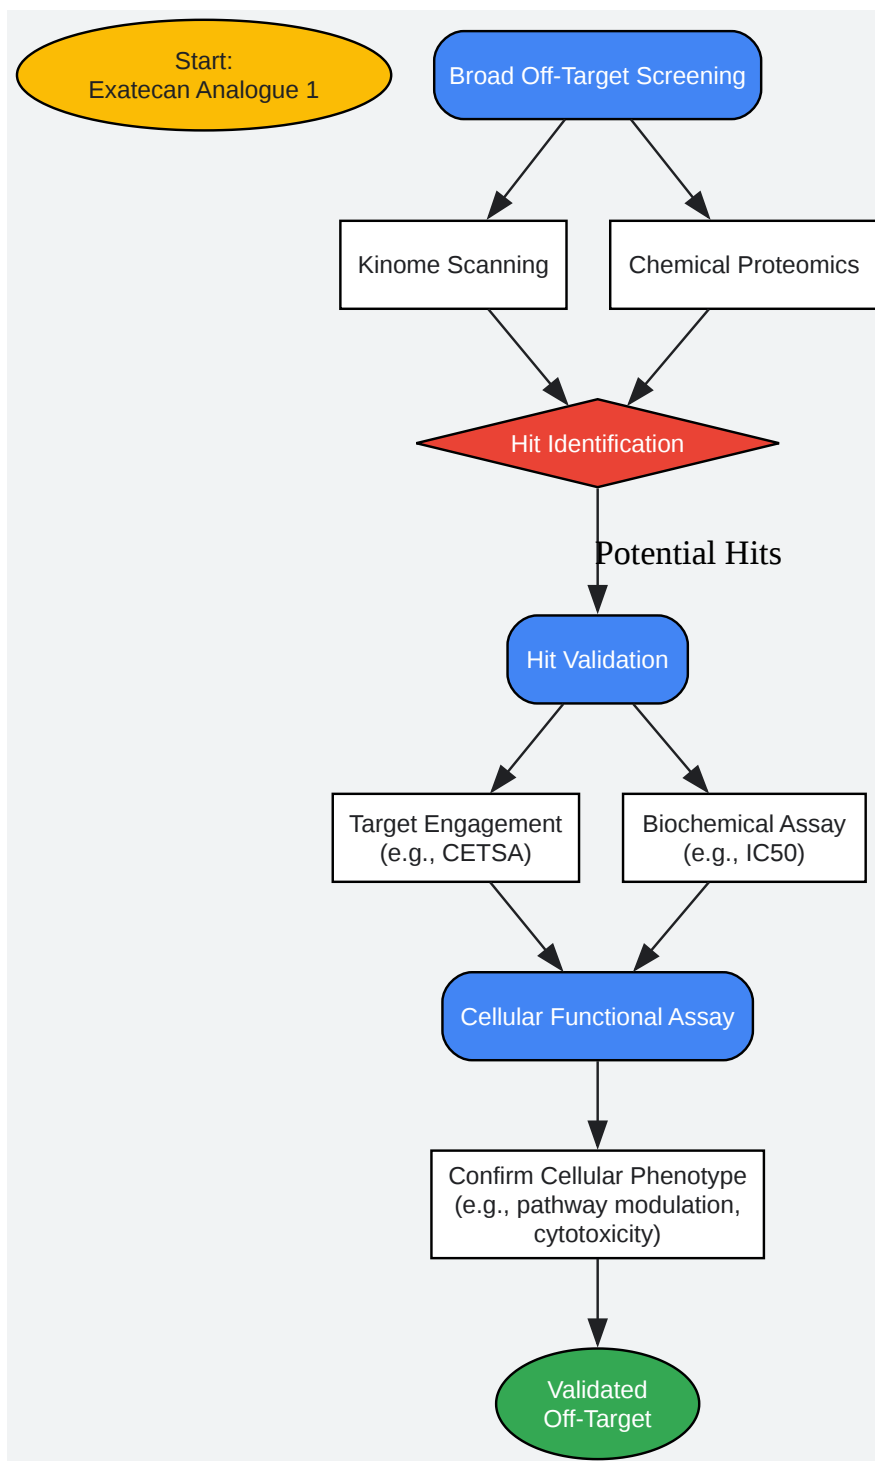 Start:
Exatecan Analogue 1
Broad Off-Target Screening
Kinome Scanning
Chemical Proteomics
Hit Identification
Potential Hits
Hit Validation
Target Engagement
(e.g., CETSA)
Biochemical Assay
(e.g., IC50)
Cellular Functional Assay
Confirm Cellular Phenotype
(e.g., pathway modulation,
cytotoxicity)
Validated
Off-Target